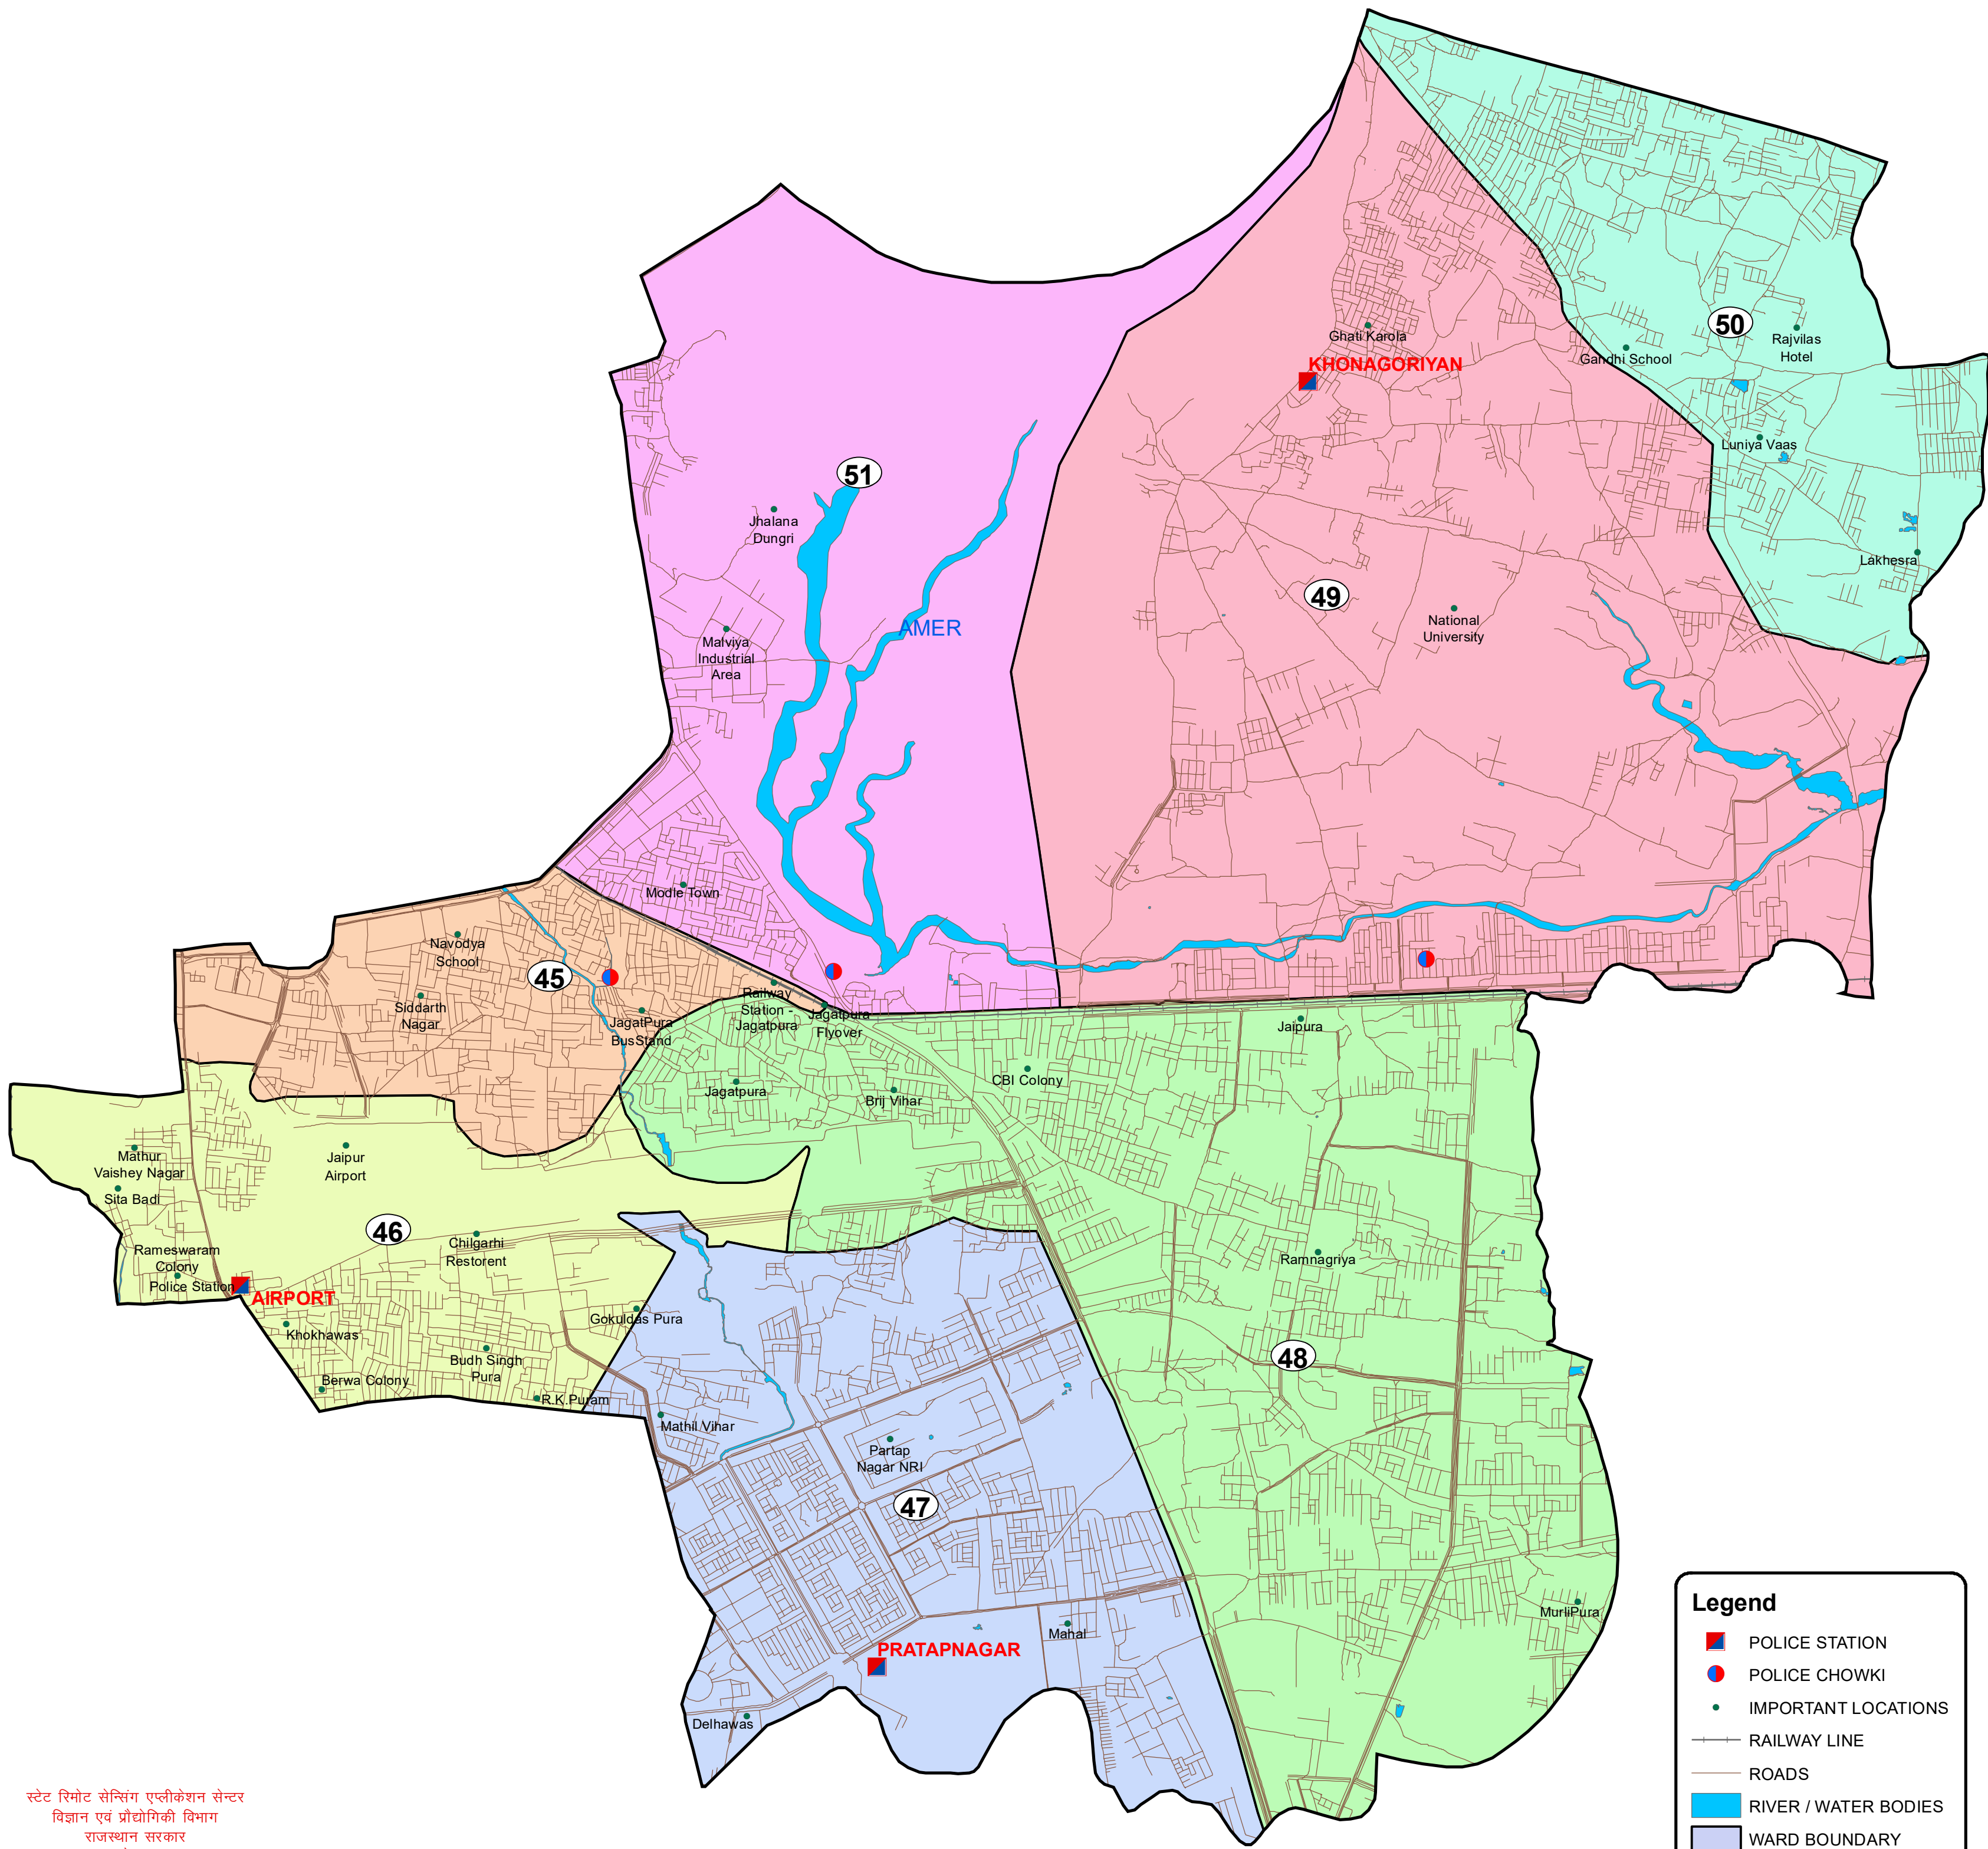 50
Rajvilas
Hotel
Ghati Karola
Gandhi School
KHONAGORIYAN
Luniya Vaas
51
Jhalana
Dungri
Lakhesra
49
National
University
AMER
Malviya
Industrial
Area
Modle Town
Navodya
School
45
Siddarth
Nagar
JagatPura
BusStand
Railway
Station -
Jagatpura
Jagatpura
Flyover
Jaipura
CBI Colony
Jagatpura
Brij Vihar
Mathur
Vaishey Nagar
Jaipur
Airport
Sita Badi
46
Chilgarhi
Restorent
Rameswaram
Colony
Police Station
AIRPORT
Ramnagriya
Gokuldas Pura
Khokhawas
48
Budh Singh
Pura
Berwa Colony
R.K.Puram
Mathil Vihar
Partap
Nagar NRI
47
MurliPura
Mahal
PRATAPNAGAR
Delhawas
Legend
POLICE STATION
POLICE CHOWKI
IMPORTANT LOCATIONS
RAILWAY LINE
ROADS
RIVER / WATER BODIES
WARD BOUNDARY
स्टेट रिमोट सेन्सिंग एप्लीकेशन सेन्टर
विज्ञान एवं प्रौद्योगिकी विभाग
राजस्थान सरकार